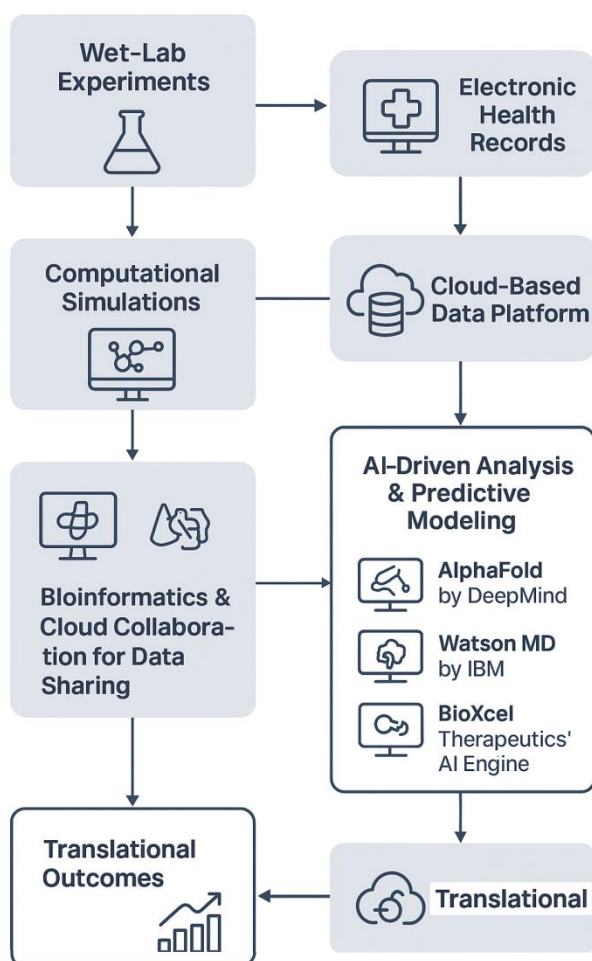 Wet-Lab
Experiments
Electronic
Health
Records
Computational
Simulations
Cloud-Based
Data Platform
AI-Driven Analysis
& Predictive
Modeling
AlphaFold
by DeepMind
Watson MD
by IBM
BioXcel
Therapeutics'
AI Engine
Bloinformatics &
Cloud Collabora-
tion for Data
Sharing
Translational
Outcomes
Translational